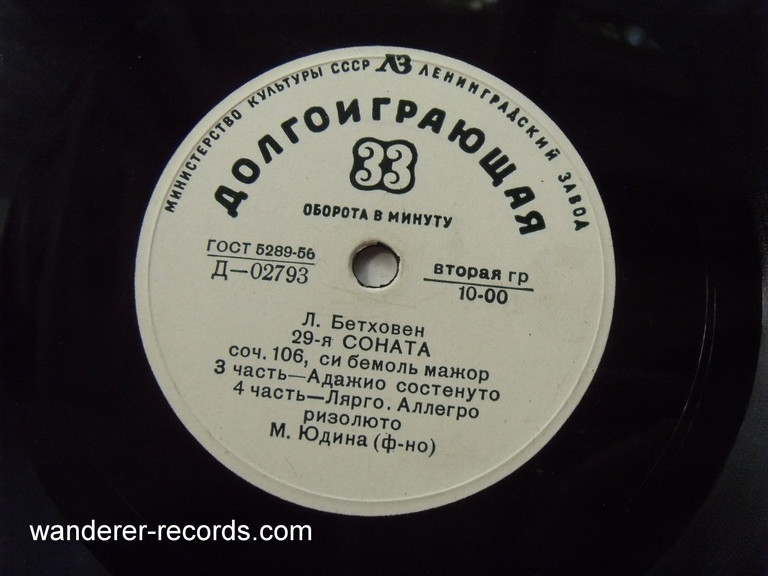 МИНИСТЕРСТВО КУЛЬТУРЫ СССР ЛЗ ЛЕНИНГРАДСКИЙ ЗАВОД
ДОЛГОИГРАЮЩАЯ
33
ОБОРОТА В МИНУТУ
ГОСТ 5289-56
Д—02793
вторая гр
10-00
Л. Бетховен
29-я СОНАТА
соч. 106, си бемоль мажор
3 часть—Адажио состенуто
4 часть—Лярго. Аллегро
ризолюто
М. Юдина (ф-но)
wanderer-records.com